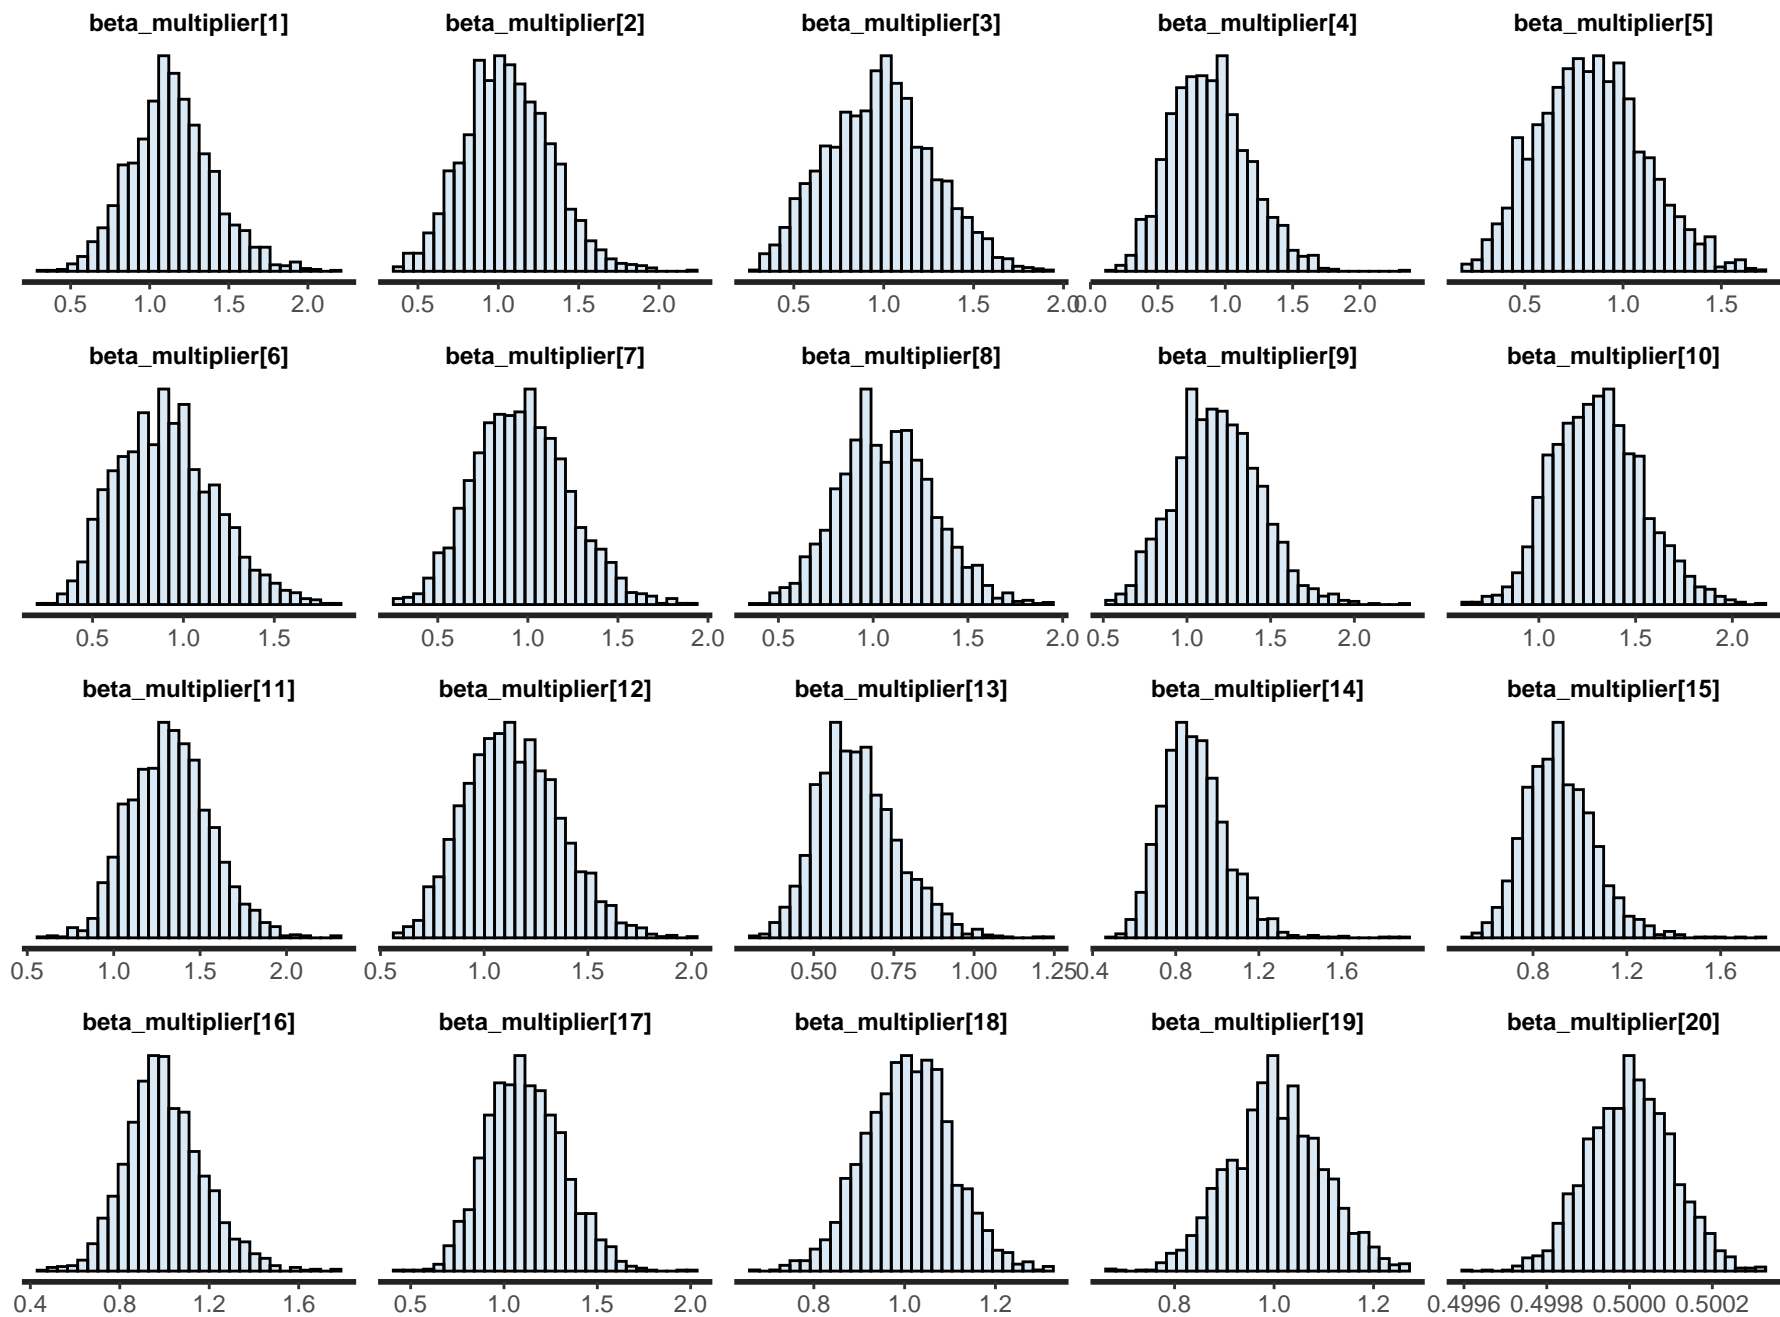 beta_multiplier[1] beta_multiplier[2] beta_multiplier[3] beta_multiplier[4] beta_multiplier[5]
0.5 1.0 1.5 2.0 0.5 1.0 1.5 2.0 0.5 1.0 1.5 2.0 0.0 0.5 1.0 1.5 2.0 0.5 1.0 1.5
beta_multiplier[6] beta_multiplier[7] beta_multiplier[8] beta_multiplier[9] beta_multiplier[10]
0.5 1.0 1.5 0.5 1.0 1.5 2.0 0.5 1.0 1.5 2.0 0.5 1.0 1.5 2.0 1.0 1.5 2.0
beta_multiplier[11] beta_multiplier[12] beta_multiplier[13] beta_multiplier[14] beta_multiplier[15]
0.5 1.0 1.5 2.0 0.5 1.0 1.5 2.0 0.50 0.75 1.00 1.25 0.4 0.8 1.2 1.6 0.8 1.2 1.6
beta_multiplier[16] beta_multiplier[17] beta_multiplier[18] beta_multiplier[19] beta_multiplier[20]
0.4 0.8 1.2 1.6 0.5 1.0 1.5 2.0 0.8 1.0 1.2 0.8 1.0 1.2 0.4996 0.4998 0.5000 0.5002